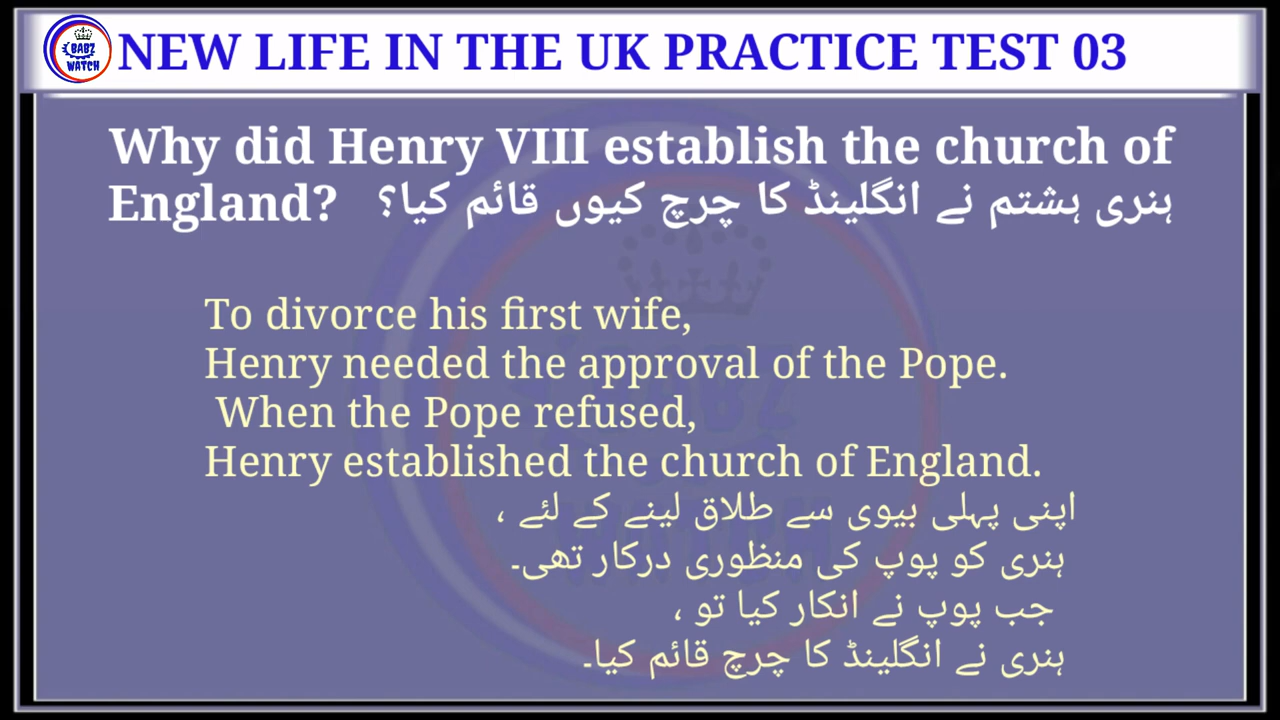 BABZ
WATCH
NEW LIFE IN THE UK PRACTICE TEST 03
Why did Henry VIII establish the church of
England? ہنری ہشتم نے انگلینڈ کا چرچ کیوں قائم کیا؟
To divorce his first wife,
Henry needed the approval of the Pope.
When the Pope refused,
Henry established the church of England.
اپنی پہلی بیوی سے طلاق لینے کے لئے ،
ہنری کو پوپ کی منظوری درکار تھی۔
جب پوپ نے انکار کیا تو ،
ہنری نے انگلینڈ کا چرچ قائم کیا۔